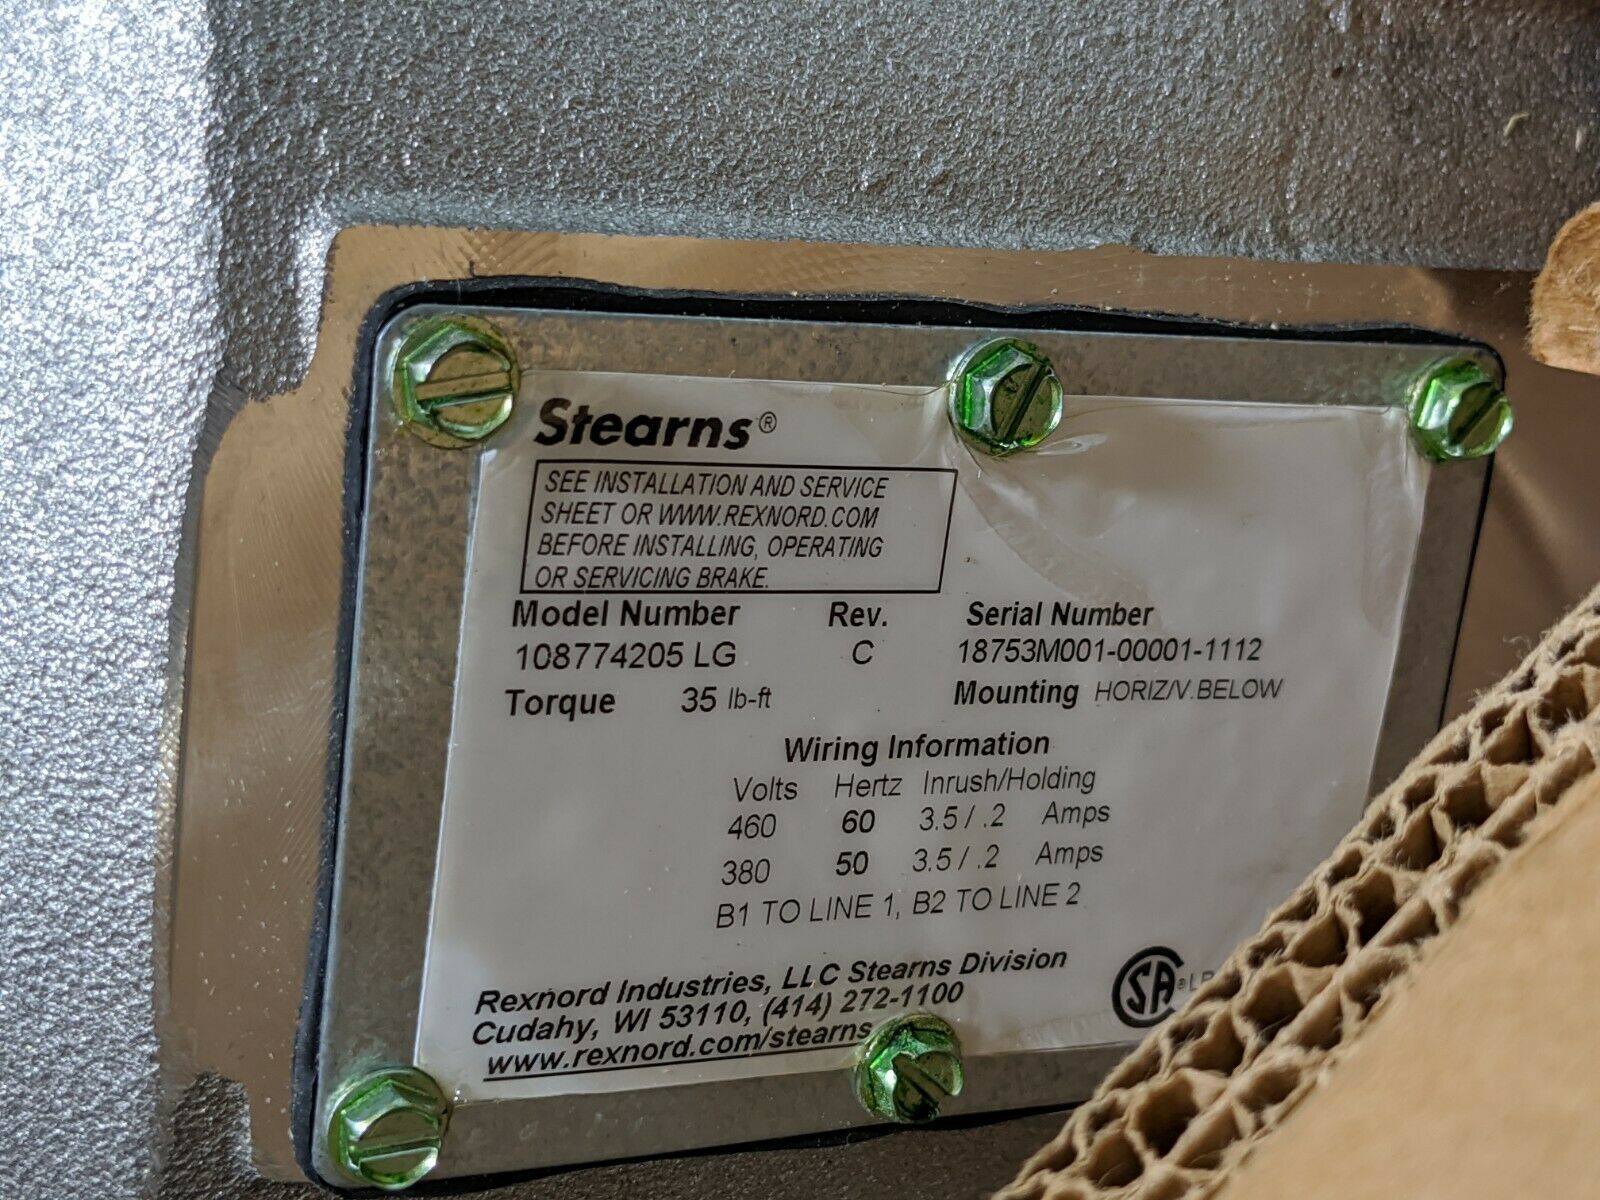 Stearns®
SEE INSTALLATION AND SERVICE
SHEET OR WWW.REXNORD.COM
BEFORE INSTALLING, OPERATING
OR SERVICING BRAKE.
Model Number Rev. Serial Number
108774205 LG C 18753M001-00001-1112
Torque 35 lb-ft Mounting HORIZ/V.BELOW
Wiring Information
Volts Hertz Inrush/Holding
460 60 3.5 / .2 Amps
380 50 3.5 / .2 Amps
B1 TO LINE 1, B2 TO LINE 2
Rexnord Industries, LLC Stearns Division
Cudahy, WI 53110, (414) 272-1100
www.rexnord.com/stearns
SA®